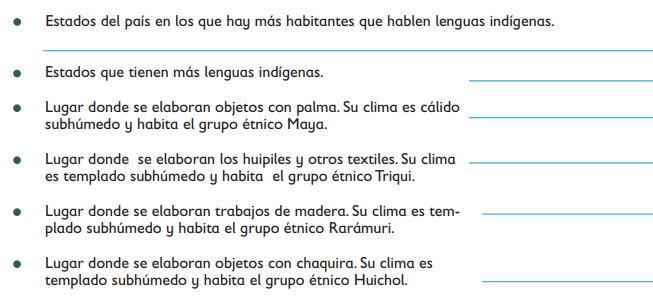 Estados del país en los que hay más habitantes que hablen lenguas indígenas.
Estados que tienen más lenguas indígenas.
Lugar donde se elaboran objetos con palma. Su clima es cálido
subhúmedo y habita el grupo étnico Maya.
Lugar donde se elaboran los huipiles y otros textiles. Su clima
es templado subhúmedo y habita el grupo étnico Triqui.
Lugar donde se elaboran trabajos de madera. Su clima es tem-
plado subhúmedo y habita el grupo étnico Rarámuri.
Lugar donde se elaboran objetos con chaquira. Su clima es
templado subhúmedo y habita el grupo étnico Huichol.